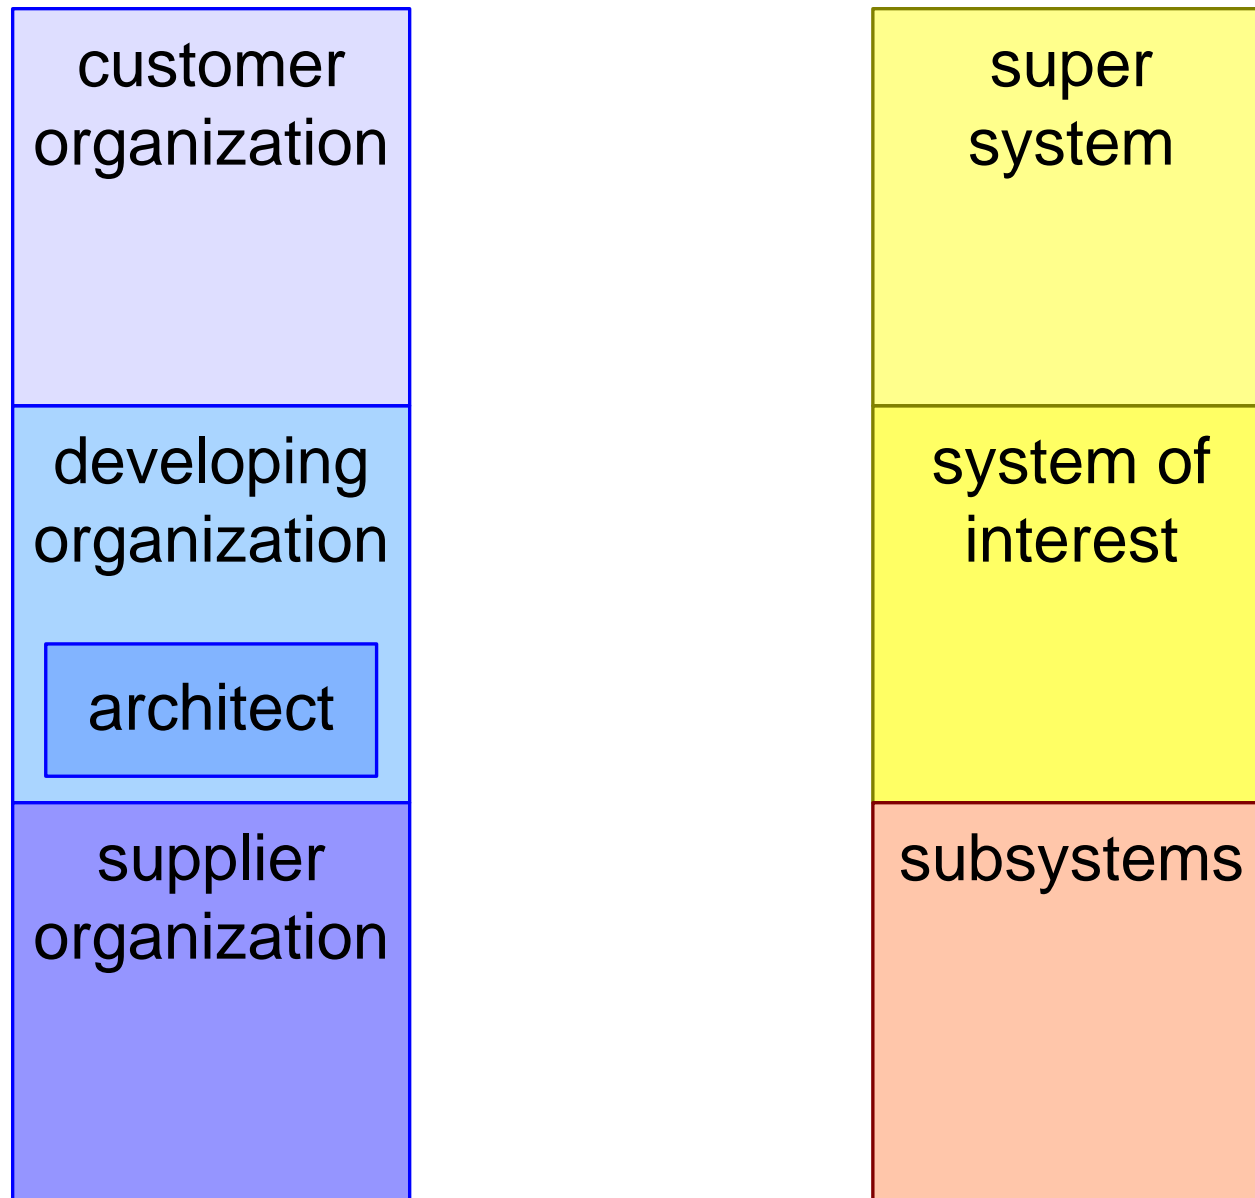 customer
organization
developing
organization
architect
supplier
organization
super
system
system of
interest
subsystems